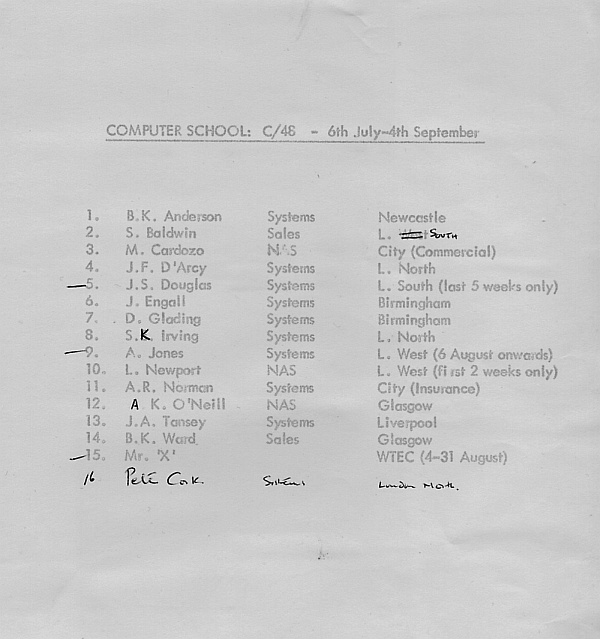 COMPUTER SCHOOL: C/48 - 6th July-4th September
1. B.K. Anderson Systems Newcastle
2. S. Baldwin Sales L. West SOUTH
3. M. Cardozo NAS City (Commercial)
4. J.F. D'Arcy Systems L. North
5. J.S. Douglas Systems L. South (last 5 weeks only)
6. J. Engall Systems Birmingham
7. D. Glading Systems Birmingham
8. S.K. Irving Systems L. North
9. A. Jones Systems L. West (6 August onwards)
10. L. Newport NAS L. West (first 2 weeks only)
11. A.R. Norman Systems City (Insurance)
12. A K. O'Neill NAS Glasgow
13. J.A. Tansey Systems Liverpool
14. B.K. Ward Sales Glasgow
15. Mr. 'X' WTEC (4-31 August)
16 Pete Systems London North.